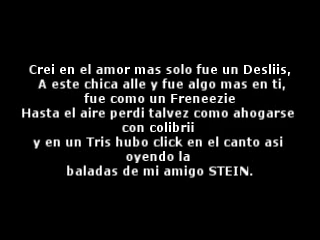 Crei en el amor mas solo fue un Desliis,
A este chica alle y fue algo mas en ti,
fue como un Freneezie
Hasta el aire perdi talvez como ahogarse
con colibrii
y en un Tris hubo click en el canto asi
oyendo la
baladas de mi amigo STEIN.